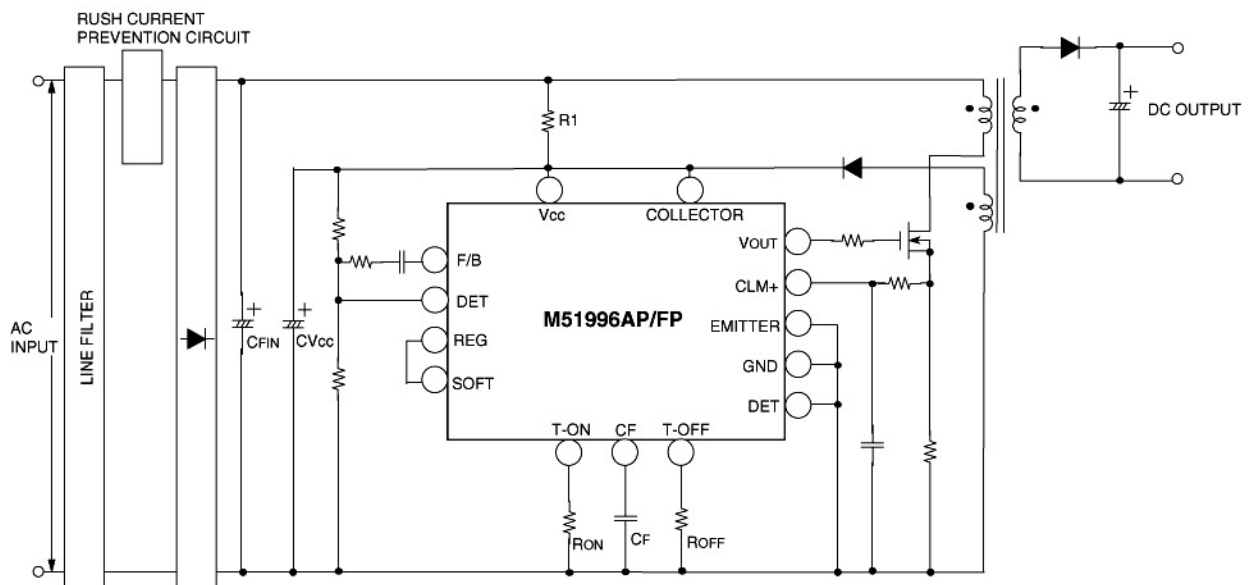 RUSH CURRENT
PREVENTION CIRCUIT
R1
DC OUTPUT
VCC
COLLECTOR
VOUT
F/B
CLM+
DET
M51996AP/FP
EMITTER
AC
INPUT
LINE FILTER
CFIN
CVcc
REG
GND
SOFT
DET
T-ON
CF
T-OFF
RON
CF
ROFF
+
+
+